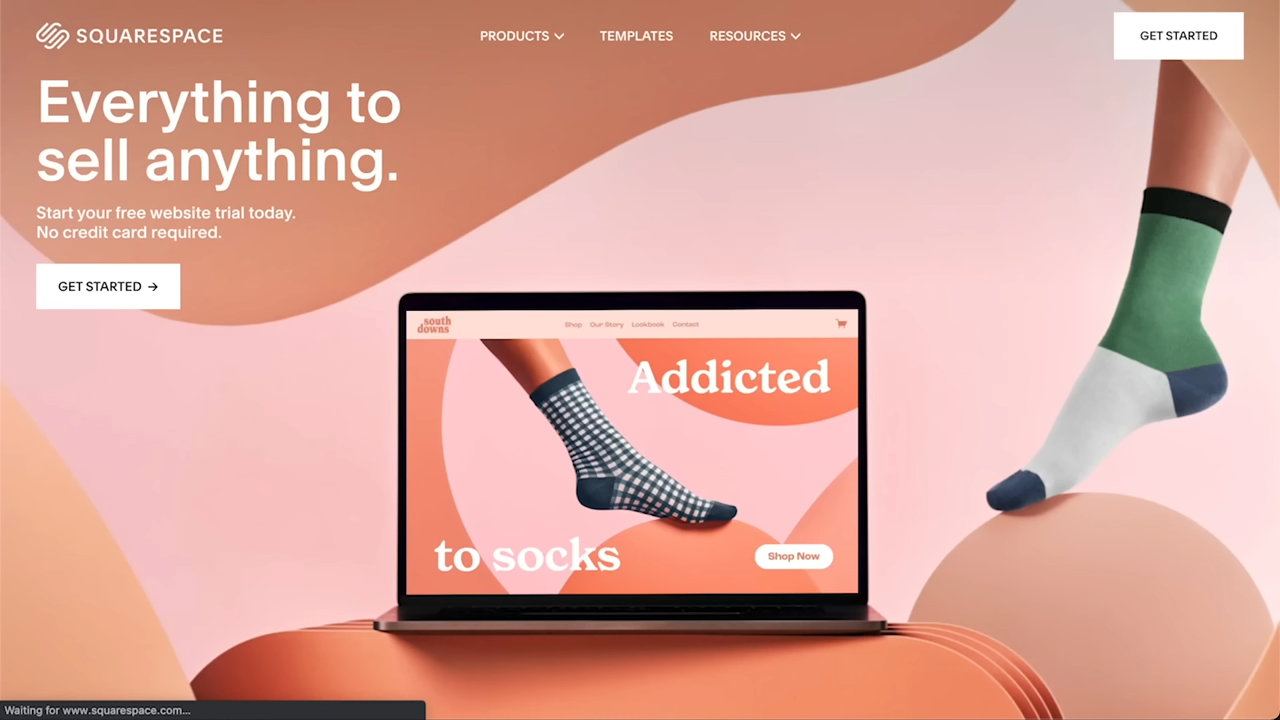 SQUARESPACE
PRODUCTS
TEMPLATES
RESOURCES
GET STARTED
Everything to
sell anything.
Start your free website trial today.
No credit card required.
GET STARTED →
south
downs
Shop
Our Story
Lookbook
Contact
Addicted
to socks
Shop Now
Waiting for www.squarespace.com...